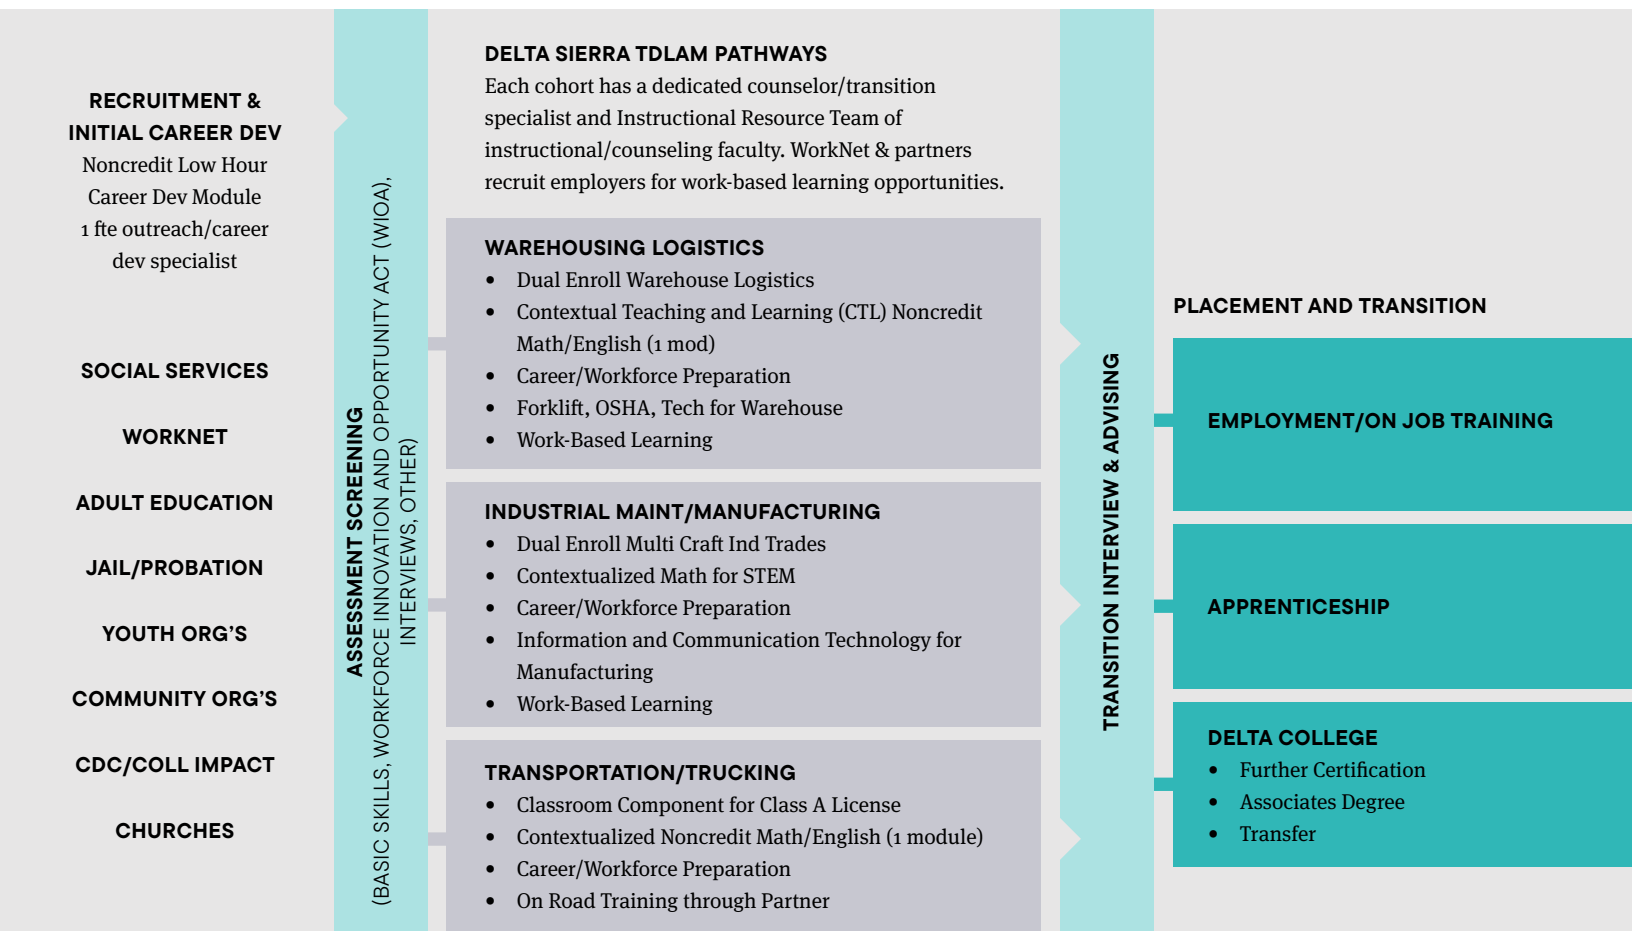 RECRUITMENT &
INITIAL CAREER DEV
Noncredit Low Hour
Career Dev Module
1 fte outreach/career
dev specialist
SOCIAL SERVICES
WORKNET
ADULT EDUCATION
JAIL/PROBATION
YOUTH ORG'S
COMMUNITY ORG'S
CDC/COLL IMPACT
CHURCHES
ASSESSMENT SCREENING
(BASIC SKILLS, WORKFORCE INNOVATION AND OPPORTUNITY ACT (WIOA),
INTERVIEWS, OTHER)
DELTA SIERRA TDLAM PATHWAYS
Each cohort has a dedicated counselor/transition
specialist and Instructional Resource Team of
instructional/counseling faculty. WorkNet & partners
recruit employers for work-based learning opportunities.
WAREHOUSING LOGISTICS
• Dual Enroll Warehouse Logistics
• Contextual Teaching and Learning (CTL) Noncredit
Math/English (1 mod)
• Career/Workforce Preparation
• Forklift, OSHA, Tech for Warehouse
• Work-Based Learning
INDUSTRIAL MAINT/MANUFACTURING
• Dual Enroll Multi Craft Ind Trades
• Contextualized Math for STEM
• Career/Workforce Preparation
• Information and Communication Technology for
Manufacturing
• Work-Based Learning
TRANSPORTATION/TRUCKING
• Classroom Component for Class A License
• Contextualized Noncredit Math/English (1 module)
• Career/Workforce Preparation
• On Road Training through Partner
TRANSITION INTERVIEW & ADVISING
PLACEMENT AND TRANSITION
EMPLOYMENT/ON JOB TRAINING
APPRENTICESHIP
DELTA COLLEGE
• Further Certification
• Associates Degree
• Transfer